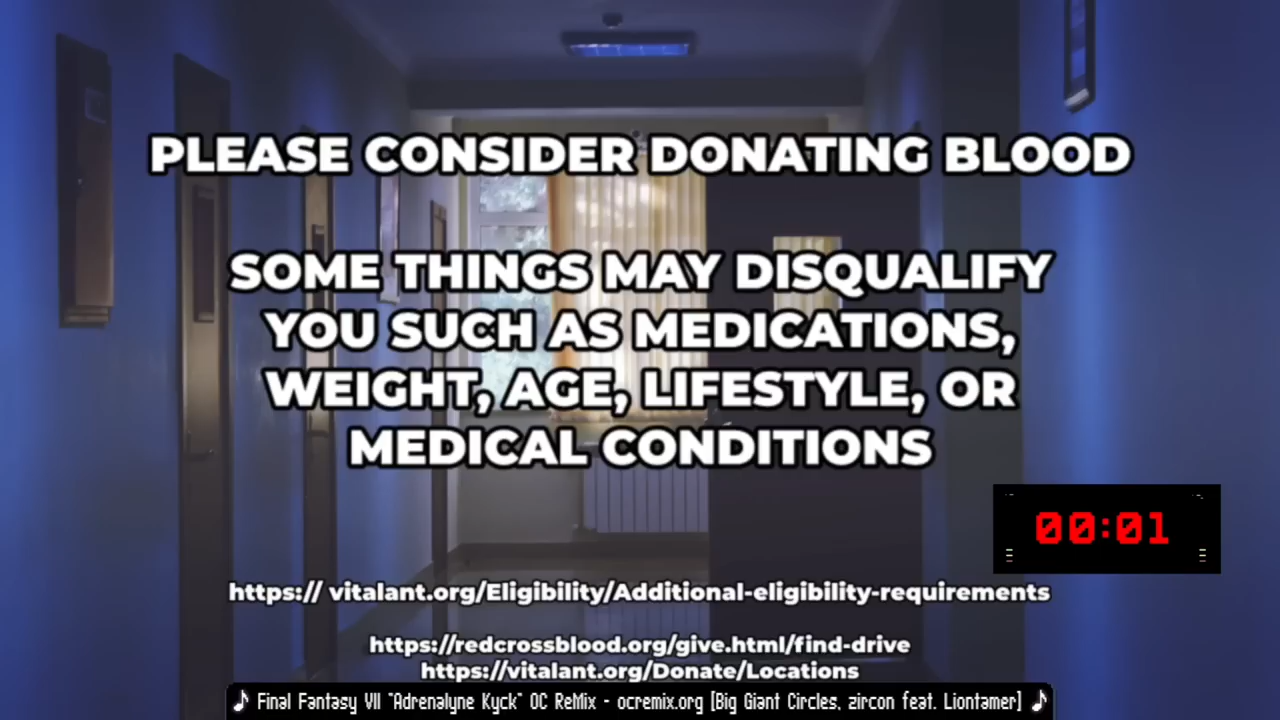 PLEASE CONSIDER DONATING BLOOD
SOME THINGS MAY DISQUALIFY
YOU SUCH AS MEDICATIONS,
WEIGHT, AGE, LIFESTYLE, OR
MEDICAL CONDITIONS
00:01
https:// vitalant.org/Eligibility/Additional-eligibility-requirements
https://redcrossblood.org/give.html/find-drive
https://vitalant.org/Donate/Locations
♪ Final Fantasy VII "Adrenalyne Kyck" OC ReMix - ocremix.org [Big Giant Circles, zircon feat. Liontamer] ♪